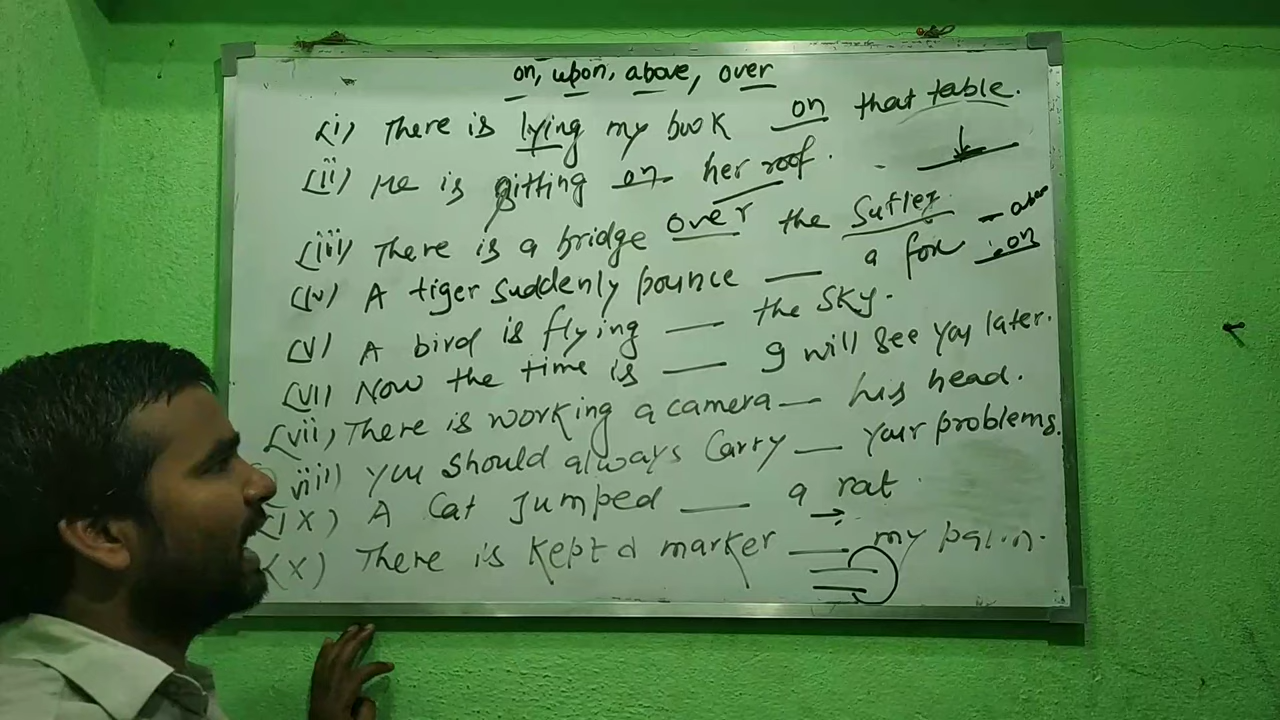 on, upon, above, over
(i) There is lying my book on that table.
(ii) He is sitting on her roof.
(iii) There is a bridge over the Sutlez. - above
(iv) A tiger suddenly pounce ___ a fox - on
(v) A bird is flying ___ the sky.
(vi) Now the time is ___ I will see you later.
(vii) There is working a camera ___ his head.
viii) You should always carry ___ your problems.
(ix) A Cat Jumped ___ a rat
(x) There is kept a marker ___ my